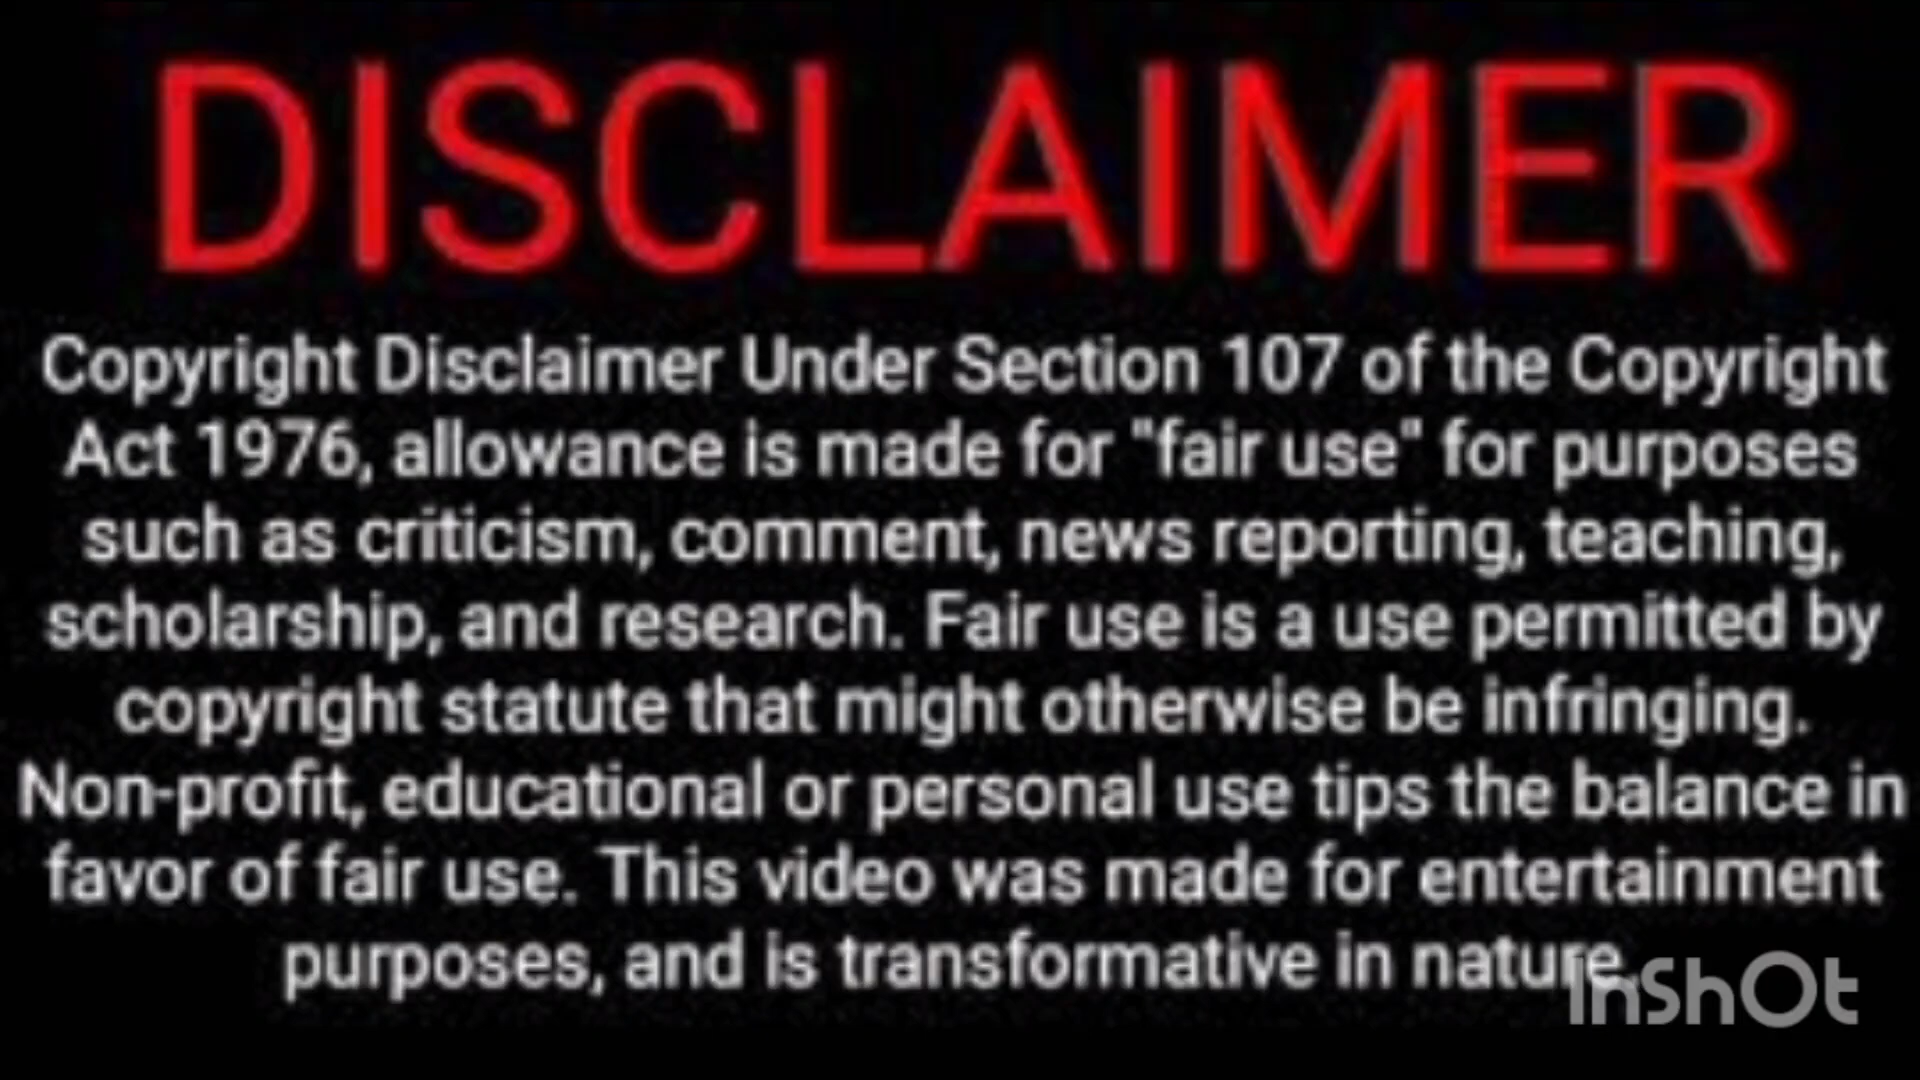 DISCLAIMER
Copyright Disclaimer Under Section 107 of the Copyright
Act 1976, allowance is made for "fair use" for purposes
such as criticism, comment, news reporting, teaching,
scholarship, and research. Fair use is a use permitted by
copyright statute that might otherwise be infringing.
Non-profit, educational or personal use tips the balance in
favor of fair use. This video was made for entertainment
purposes, and is transformative in nature.
InShOt